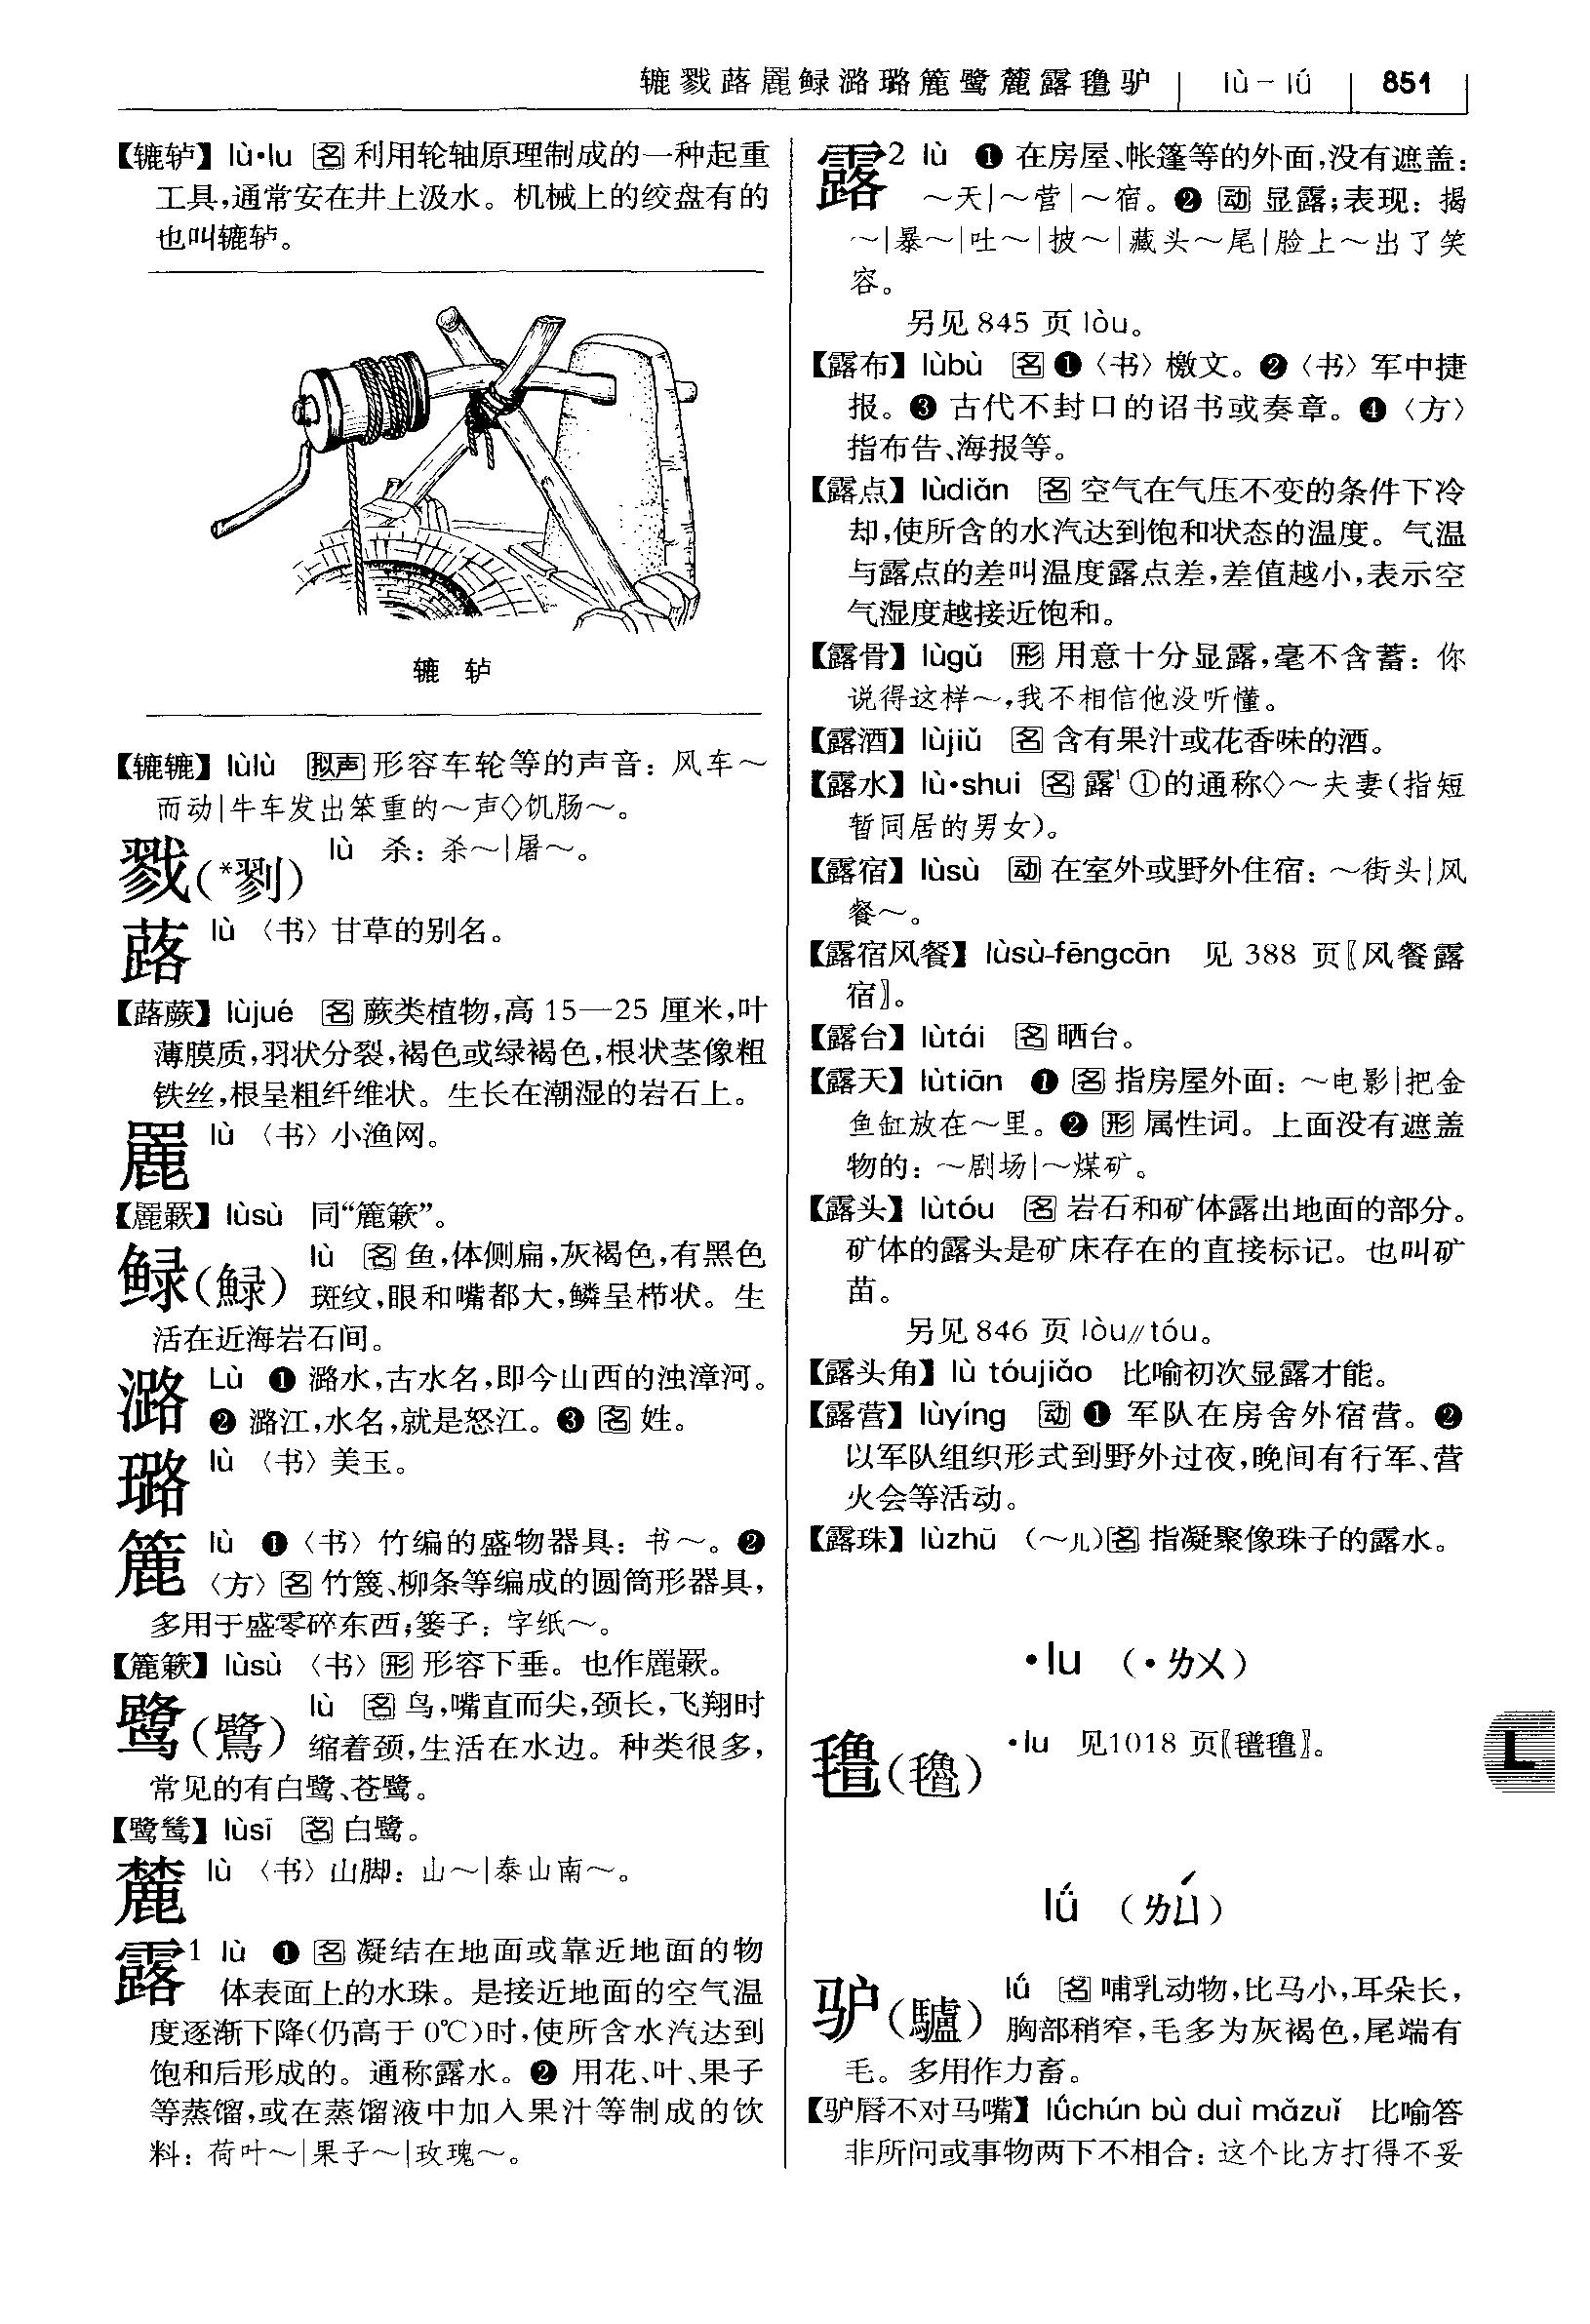 辘戮蕗䍡鲈潞璐簏鹭麓露氇驴 lù－lǘ 851
【辘轳】 lù·lu 名 利用轮轴原理制成的一种起重
工具,通常安在井上汲水。机械上的绞盘有的
也叫辘轳。
辘 轳
【辘辘】 lùlù 拟声 形容车轮等的声音：风车～
而动|牛车发出笨重的～声◇饥肠～。
戮(*剹) lù 杀：杀～|屠～。
蕗 lù 〈书〉甘草的别名。
【蕗蕨】 lùjué 名 蕨类植物,高 15—25 厘米,叶
薄膜质,羽状分裂,褐色或绿褐色,根状茎像粗
铁丝,根呈粗纤维状。生长在潮湿的岩石上。
䍡 lù 〈书〉小渔网。
【䍡簌】 lùsù 同“簏簌”。
𫚘(鯥) lù 名 鱼,体侧扁,灰褐色,有黑色
斑纹,眼和嘴都大,鳞呈栉状。生
活在近海岩石间。
潞 Lù ❶ 潞水,古水名,即今山西的浊漳河。
❷ 潞江,水名,就是怒江。❸ 名 姓。
璐 lù 〈书〉美玉。
簏 lù ❶〈书〉竹编的盛物器具：书～。❷
〈方〉名 竹篾、柳条等编成的圆筒形器具,
多用于盛零碎东西;篓子：字纸～。
【簏簌】 lùsù 〈书〉形 形容下垂。也作䍡簌。
鹭(鷺) lù 名 鸟,嘴直而尖,颈长,飞翔时
缩着颈,生活在水边。种类很多,
常见的有白鹭、苍鹭。
【鹭鸶】 lùsī 名 白鹭。
麓 lù 〈书〉山脚：山～|泰山南～。
露1 lù ❶ 名 凝结在地面或靠近地面的物
体表面上的水珠。是接近地面的空气温
度逐渐下降(仍高于 0℃)时,使所含水汽达到
饱和后形成的。通称露水。❷ 用花、叶、果子
等蒸馏,或在蒸馏液中加入果汁等制成的饮
料：荷叶～|果子～|玫瑰～。
露2 lù ❶ 在房屋、帐篷等的外面,没有遮盖：
～天|～营|～宿。❷ 动 显露;表现：揭
～|暴～|吐～|披～|藏头～尾|脸上～出了笑
容。
另见 845 页 lòu。
【露布】 lùbù 名 ❶〈书〉檄文。❷〈书〉军中捷
报。❸ 古代不封口的诏书或奏章。❹〈方〉
指布告、海报等。
【露点】 lùdiǎn 名 空气在气压不变的条件下冷
却,使所含的水汽达到饱和状态的温度。气温
与露点的差叫温度露点差,差值越小,表示空
气湿度越接近饱和。
【露骨】 lùgǔ 形 用意十分显露,毫不含蓄：你
说得这样～,我不相信他没听懂。
【露酒】 lùjiǔ 名 含有果汁或花香味的酒。
【露水】 lù·shui 名 露1①的通称◇～夫妻(指短
暂同居的男女)。
【露宿】 lùsù 动 在室外或野外住宿：～街头|风
餐～。
【露宿风餐】 lùsù-fēngcān 见 388 页〖风餐露
宿〗。
【露台】 lùtái 名 晒台。
【露天】 lùtiān ❶ 名 指房屋外面：～电影|把金
鱼缸放在～里。❷ 形 属性词。上面没有遮盖
物的：～剧场|～煤矿。
【露头】 lùtóu 名 岩石和矿体露出地面的部分。
矿体的露头是矿床存在的直接标记。也叫矿
苗。
另见 846 页 lòu∥tóu。
【露头角】 lù tóujiǎo 比喻初次显露才能。
【露营】 lùyíng 动 ❶ 军队在房舍外宿营。❷
以军队组织形式到野外过夜,晚间有行军、营
火会等活动。
【露珠】 lùzhū (～儿)名 指凝聚像珠子的露水。
·lu (·ㄌㄨ)
氇(氌) ·lu 见1018 页〖氆氇〗。
lǘ (ㄌㄩˊ)
L
驴(驢) lǘ 名 哺乳动物,比马小,耳朵长,
胸部稍窄,毛多为灰褐色,尾端有
毛。多用作力畜。
【驴唇不对马嘴】 lǘchún bù duì mǎzuǐ 比喻答
非所问或事物两下不相合：这个比方打得不妥